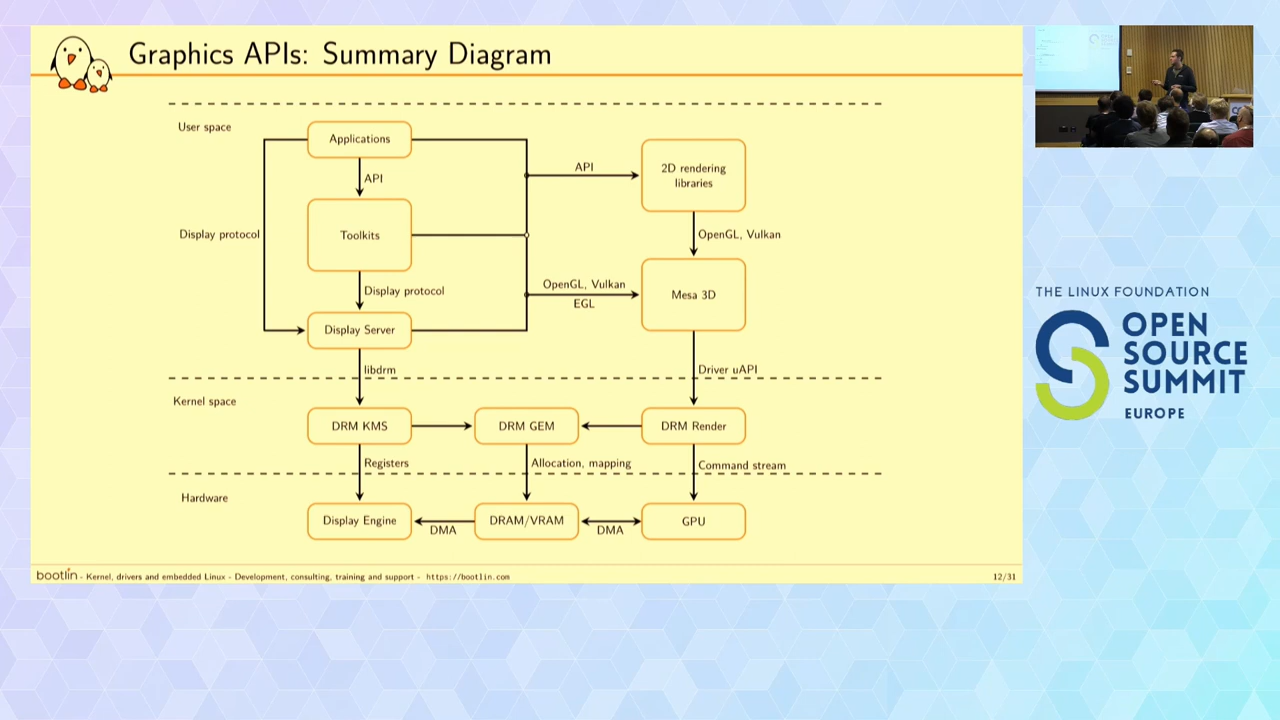 Graphics APIs: Summary Diagram
User space
Applications
API
API
2D rendering
libraries
Display protocol
Toolkits
OpenGL, Vulkan
Display protocol
OpenGL, Vulkan
EGL
Mesa 3D
Display Server
libdrm
Driver uAPI
Kernel space
DRM KMS
DRM GEM
DRM Render
Registers
Allocation, mapping
Command stream
Hardware
Display Engine
DMA
DRAM/VRAM
DMA
GPU
bootlin - Kernel, drivers and embedded Linux - Development, consulting, training and support - https://bootlin.com
12/31
THE LINUX FOUNDATION
OPEN
SOURCE
SUMMIT
EUROPE